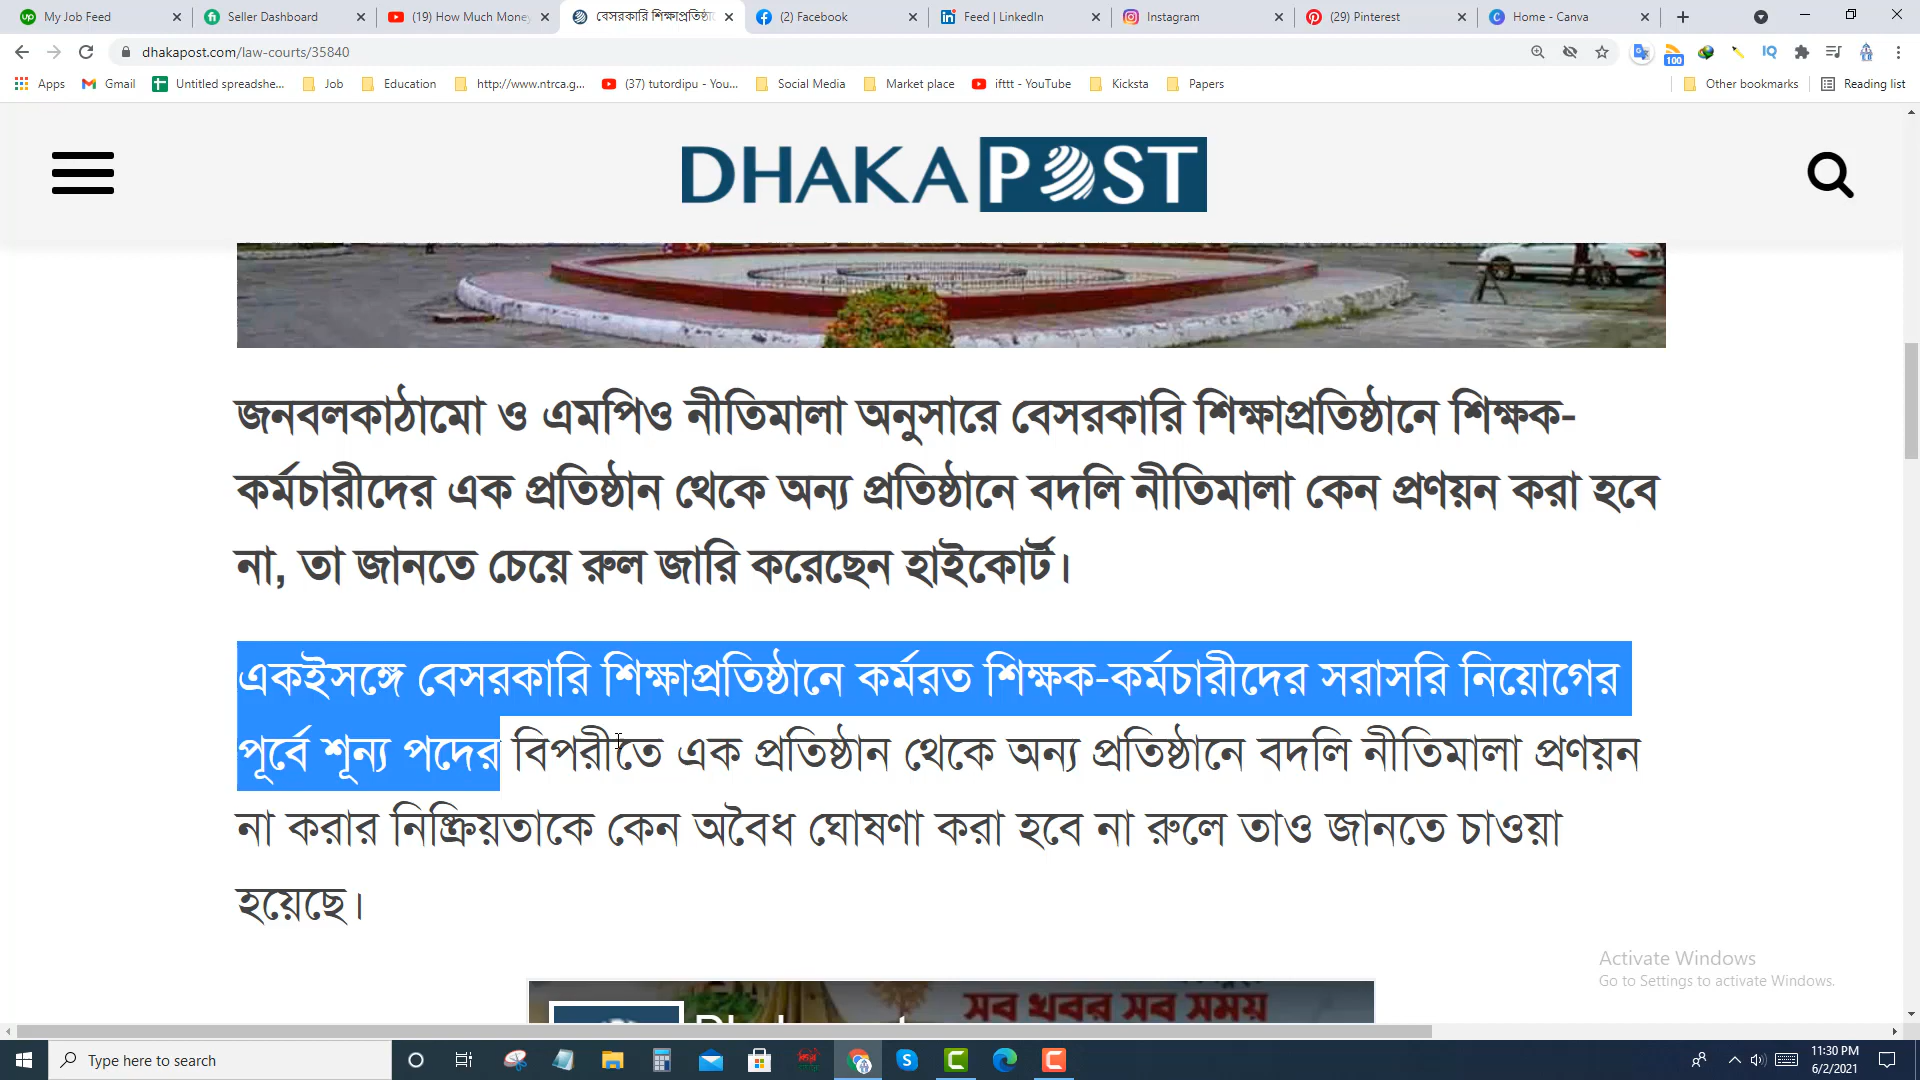 My Job Feed
Seller Dashboard
(19) How Much Money
বেসরকারি শিক্ষাপ্রতিষ্ঠা
(2) Facebook
Feed | LinkedIn
Instagram
(29) Pinterest
Home - Canva
dhakapost.com/law-courts/35840
100
IQ
Apps
Gmail
Untitled spreadshe...
Job
Education
http://www.ntrca.g...
(37) tutordipu - You...
Social Media
Market place
ifttt - YouTube
Kicksta
Papers
Other bookmarks
Reading list
DHAKA POST
জনবলকাঠামো ও এমপিও নীতিমালা অনুসারে বেসরকারি শিক্ষাপ্রতিষ্ঠানে শিক্ষক-
কর্মচারীদের এক প্রতিষ্ঠান থেকে অন্য প্রতিষ্ঠানে বদলি নীতিমালা কেন প্রণয়ন করা হবে
না, তা জানতে চেয়ে রুল জারি করেছেন হাইকোর্ট।
একইসঙ্গে বেসরকারি শিক্ষাপ্রতিষ্ঠানে কর্মরত শিক্ষক-কর্মচারীদের সরাসরি নিয়োগের
পূর্বে শূন্য পদের বিপরীতে এক প্রতিষ্ঠান থেকে অন্য প্রতিষ্ঠানে বদলি নীতিমালা প্রণয়ন
না করার নিষ্ক্রিয়তাকে কেন অবৈধ ঘোষণা করা হবে না রুলে তাও জানতে চাওয়া
হয়েছে।
Activate Windows
Go to Settings to activate Windows.
সব খবর সব সময়
Type here to search
11:30 PM
6/2/2021